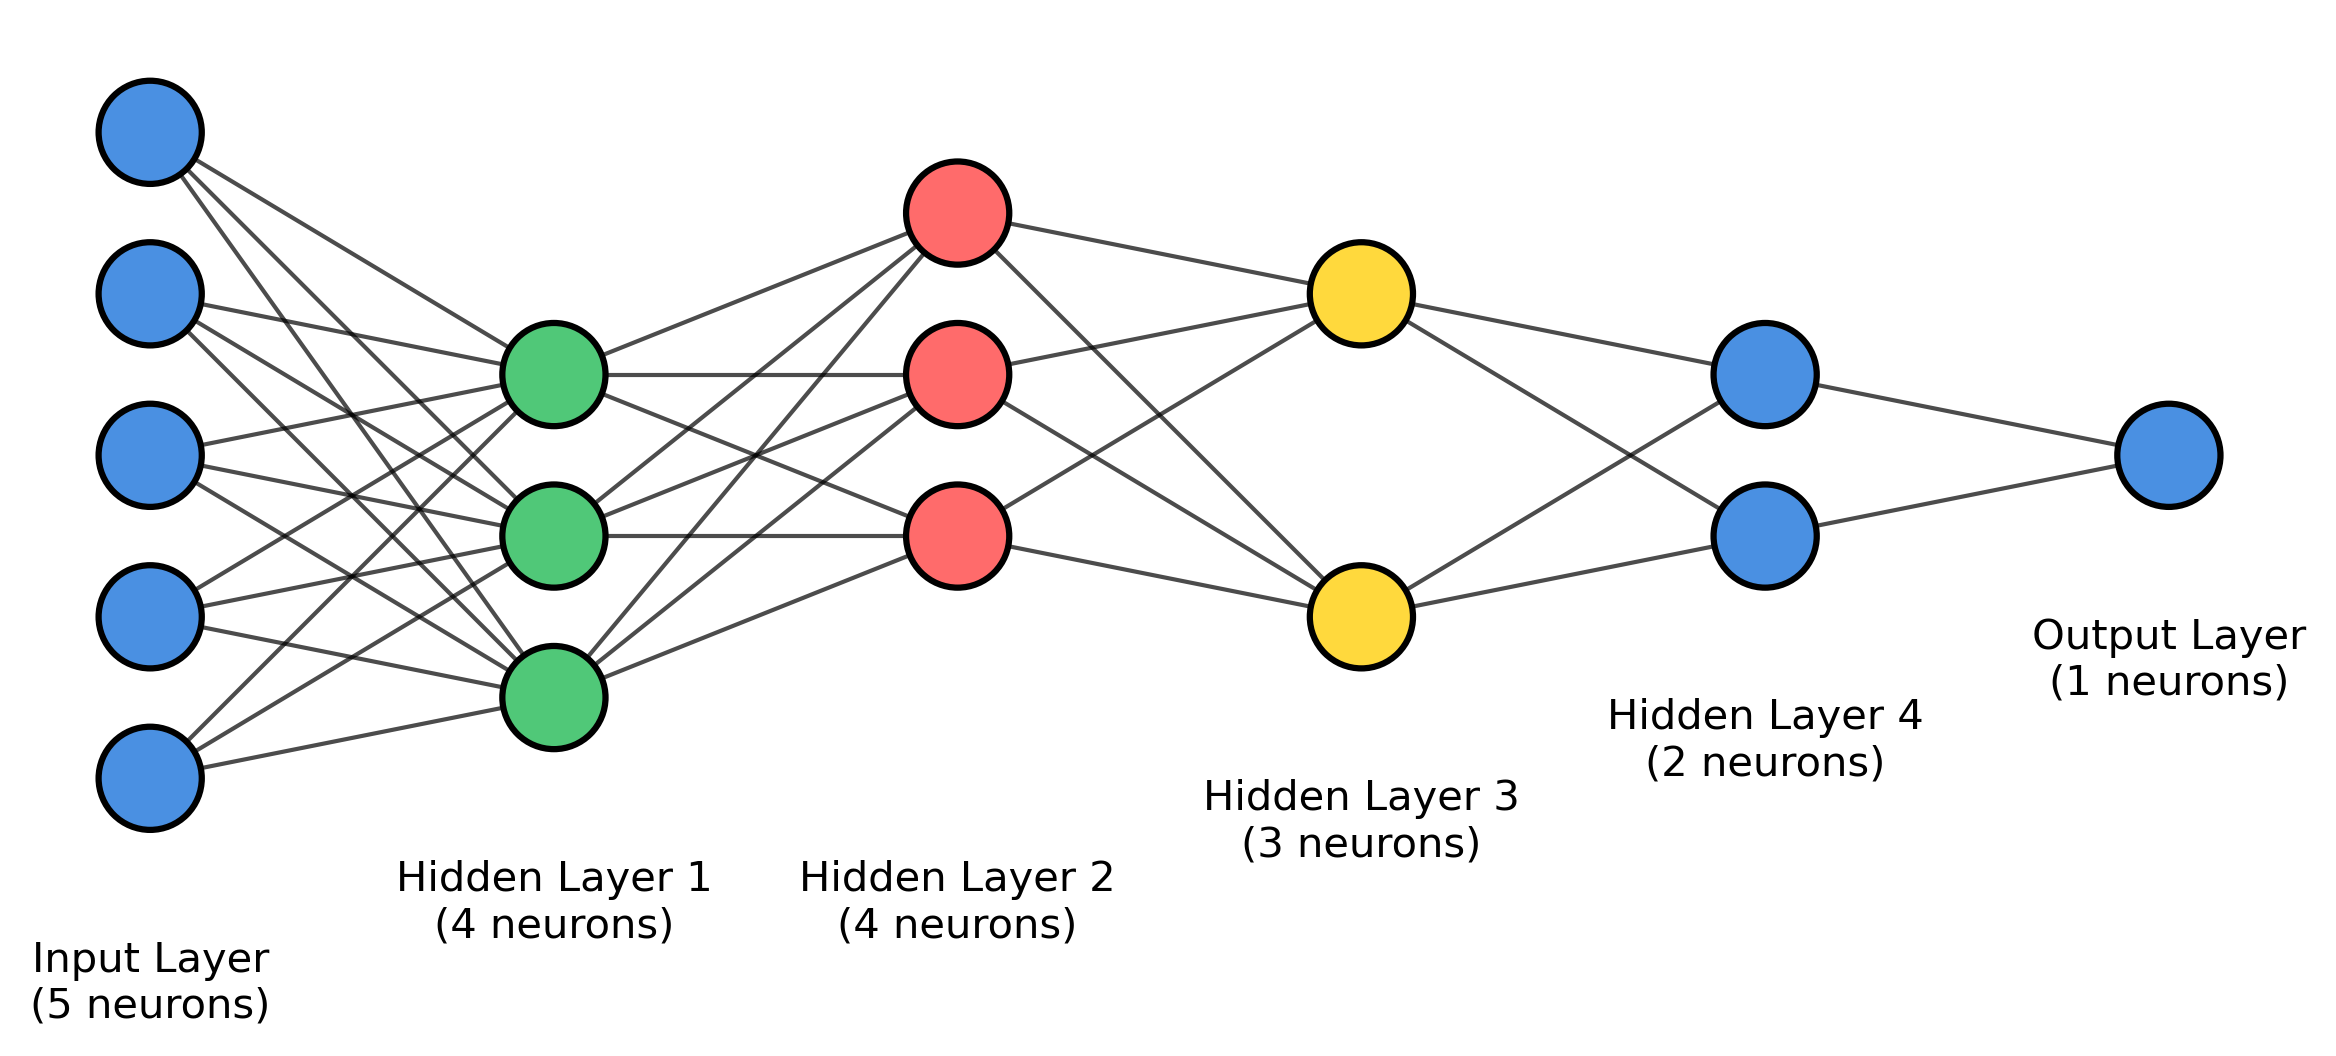 Input Layer
(5 neurons)
Hidden Layer 1
(4 neurons)
Hidden Layer 2
(4 neurons)
Hidden Layer 3
(3 neurons)
Hidden Layer 4
(2 neurons)
Output Layer
(1 neurons)